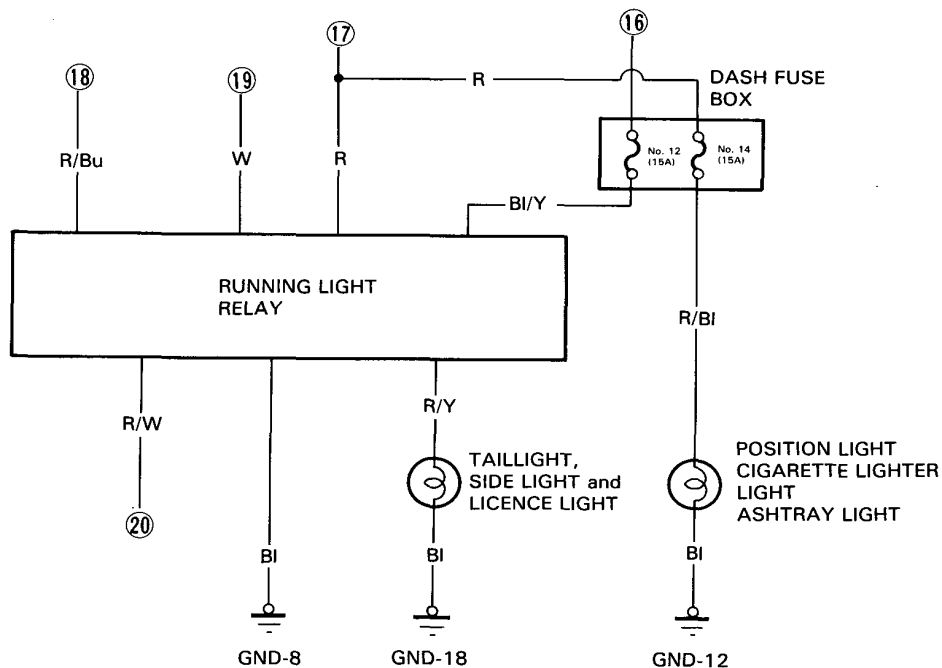 17
16
18
19
R
DASH FUSE
BOX
No. 12
(15A)
No. 14
(15A)
R/Bu
W
R
Bl/Y
RUNNING LIGHT
RELAY
R/Bl
R/W
R/Y
TAILLIGHT,
SIDE LIGHT and
LICENCE LIGHT
POSITION LIGHT
CIGARETTE LIGHTER
LIGHT
ASHTRAY LIGHT
20
Bl
Bl
Bl
GND-8
GND-18
GND-12